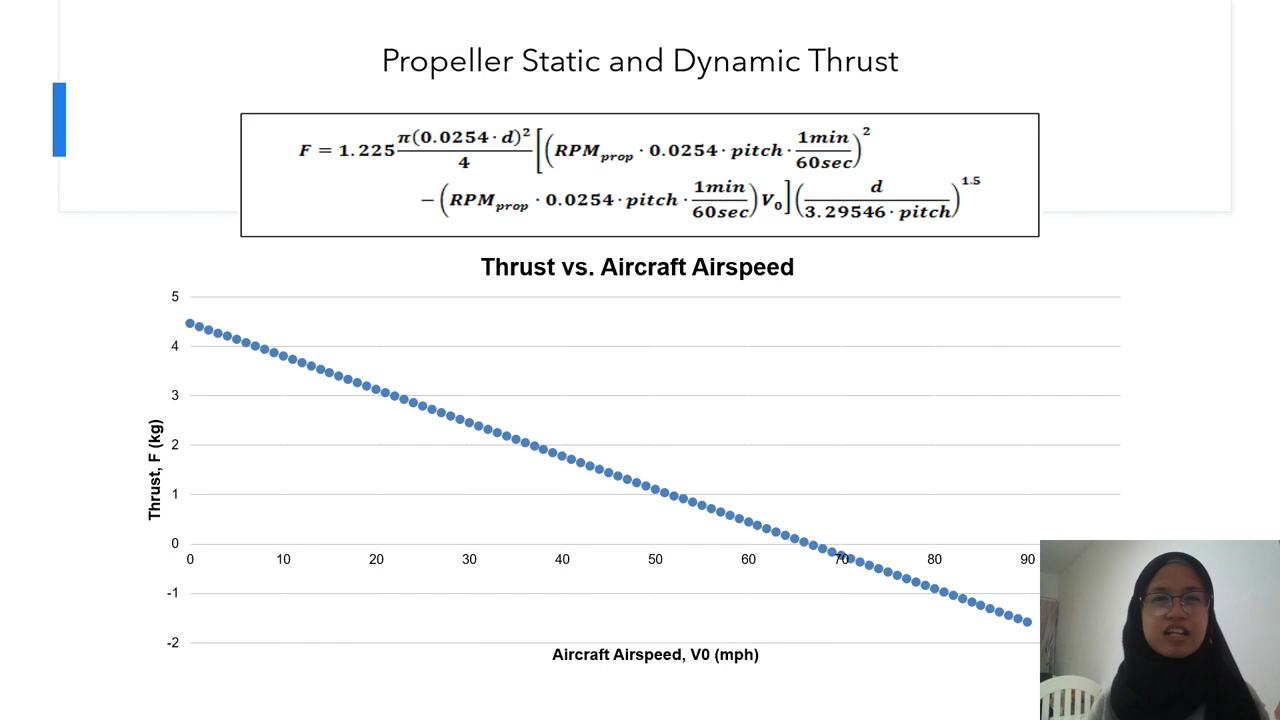 Propeller Static and Dynamic Thrust
F = 1.225 π(0.0254 · d)² / 4 [(RPMprop · 0.0254 · pitch · 1min / 60sec)²
− (RPMprop · 0.0254 · pitch · 1min / 60sec) V₀] (d / 3.29546 · pitch)^1.5
Thrust vs. Aircraft Airspeed
5
4
3
2
1
0
-1
-2
Thrust, F (kg)
0 10 20 30 40 50 60 70 80 90
Aircraft Airspeed, V0 (mph)